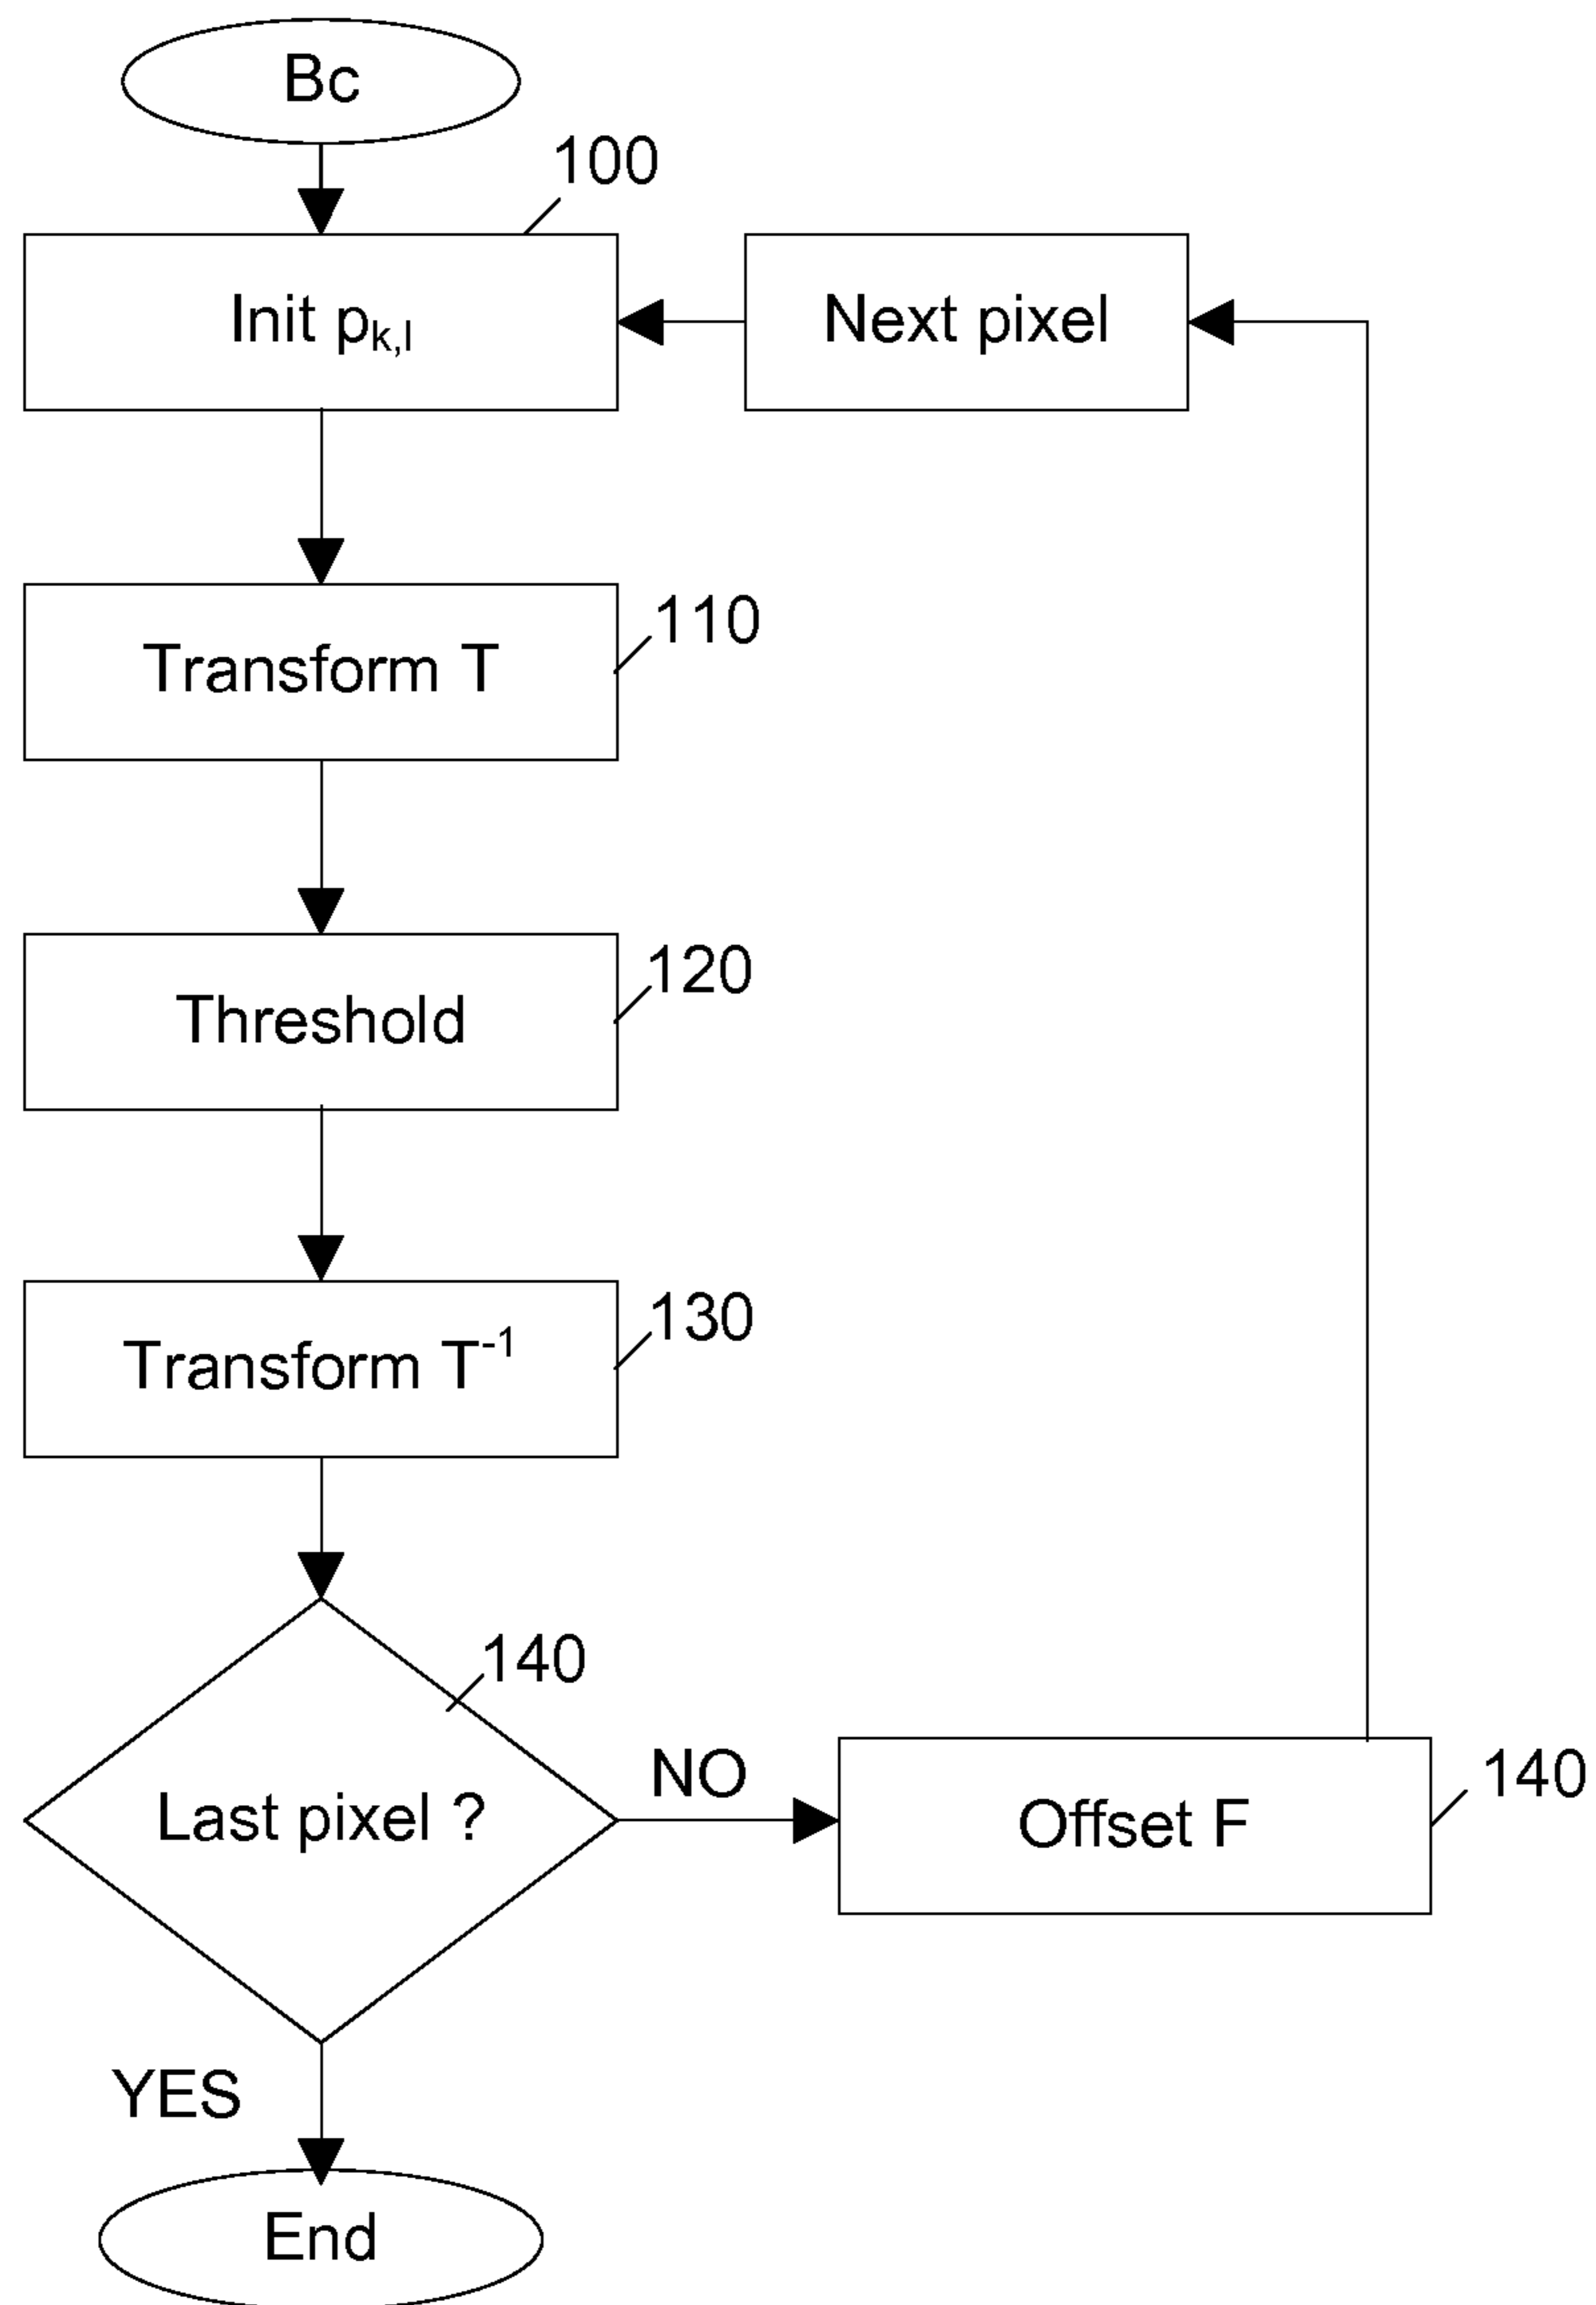 Bc
100
Init pk,l
Next pixel
110
Transform T
120
Threshold
130
Transform T-1
140
Last pixel ?
NO
140
Offset F
YES
End